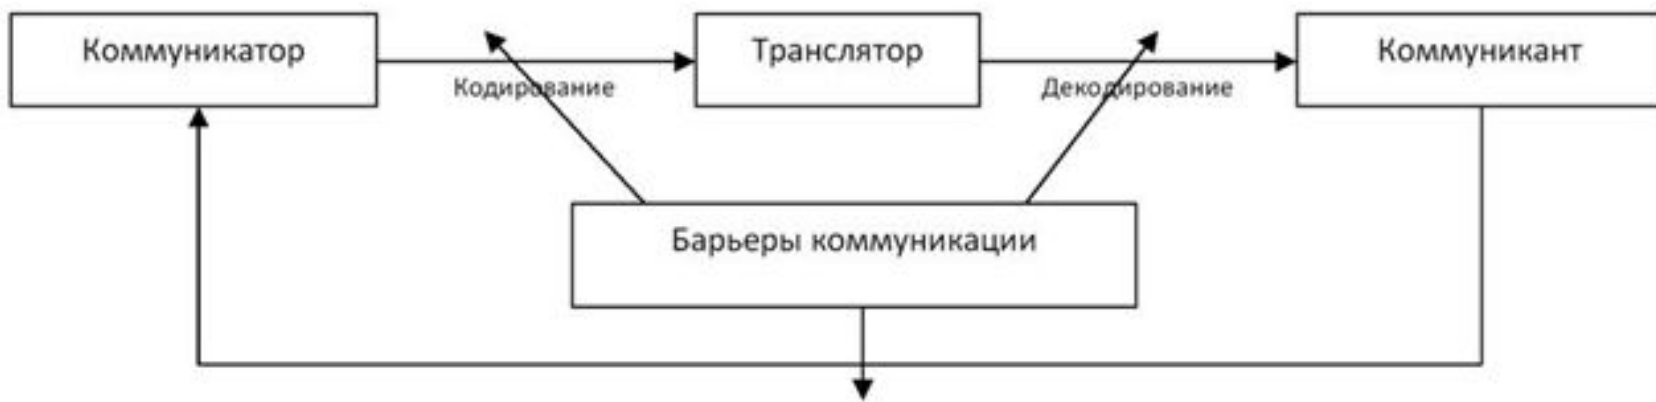 Коммуникатор
Транслятор
Коммуникант
Кодирование
Декодирование
Барьеры коммуникации